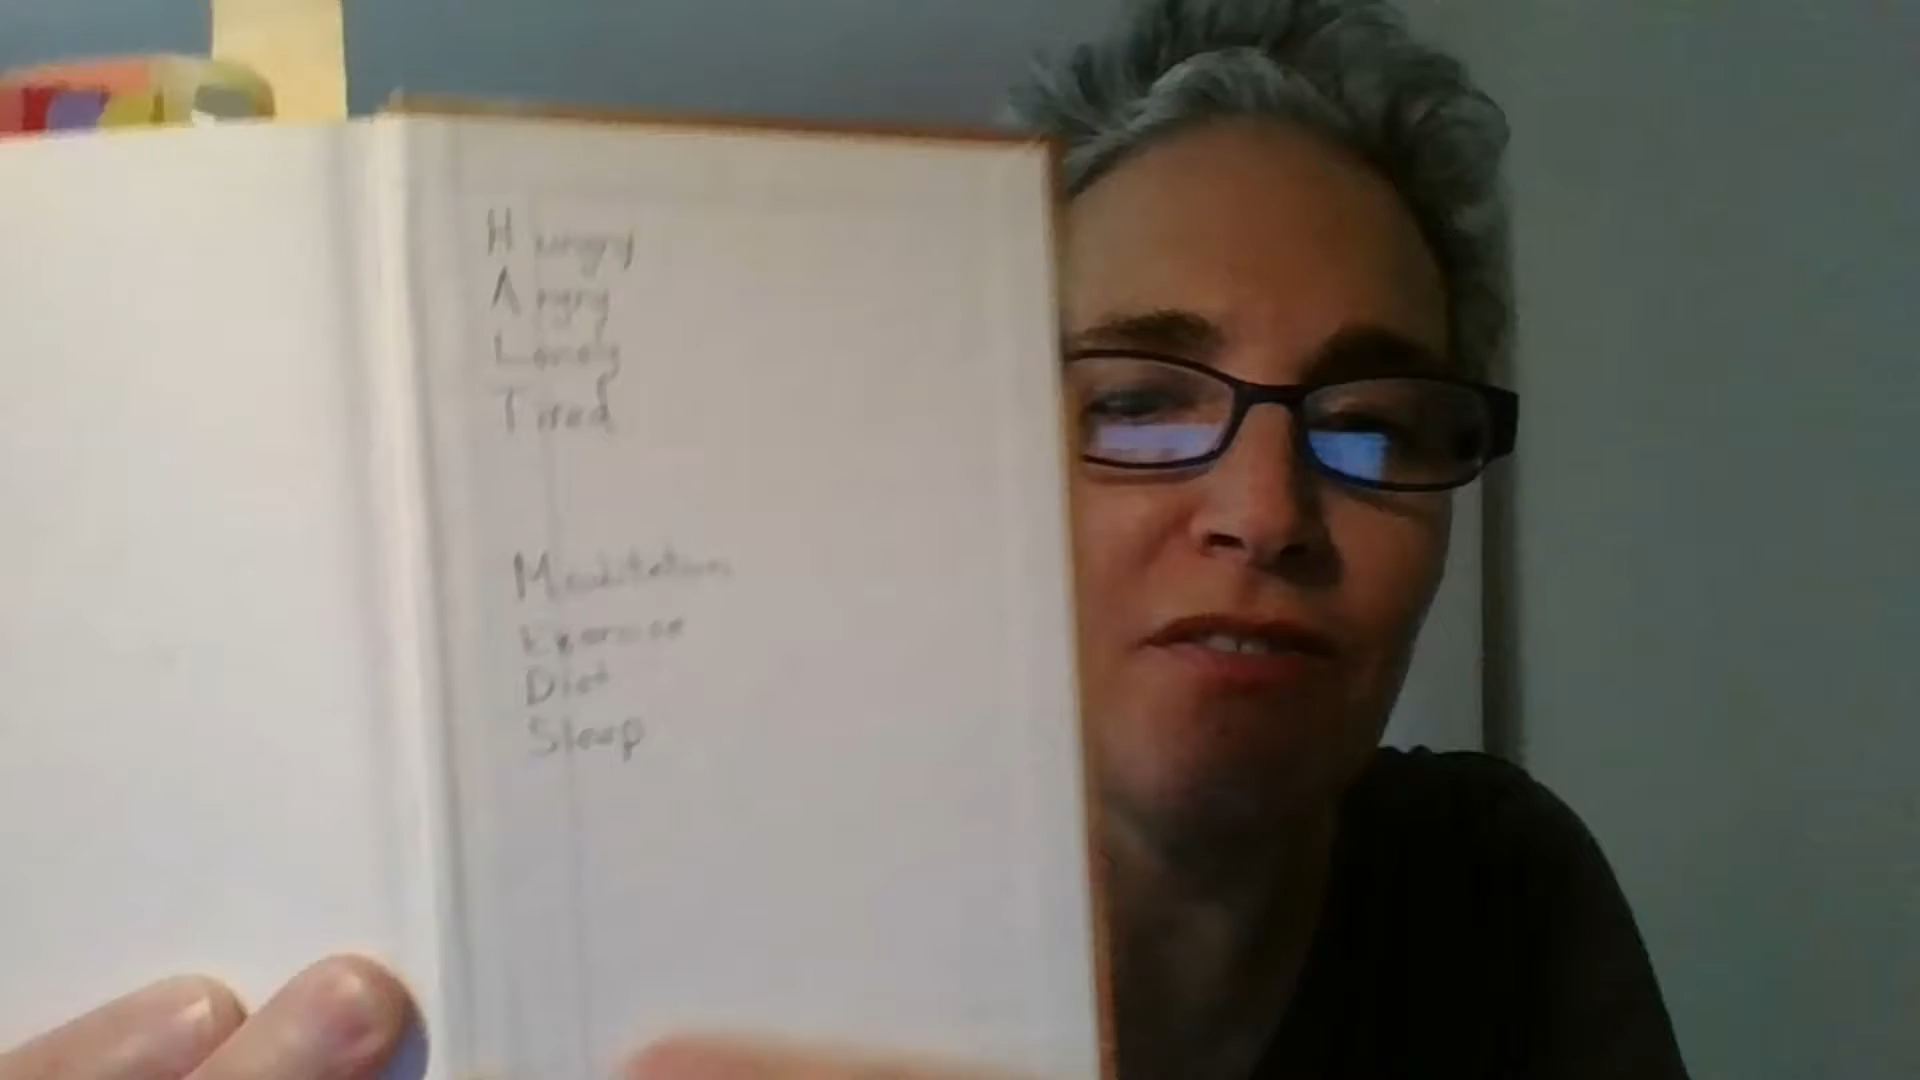 Hungry
Angry
Lonely
Tired
Meditation
Exercise
Diet
Sleep